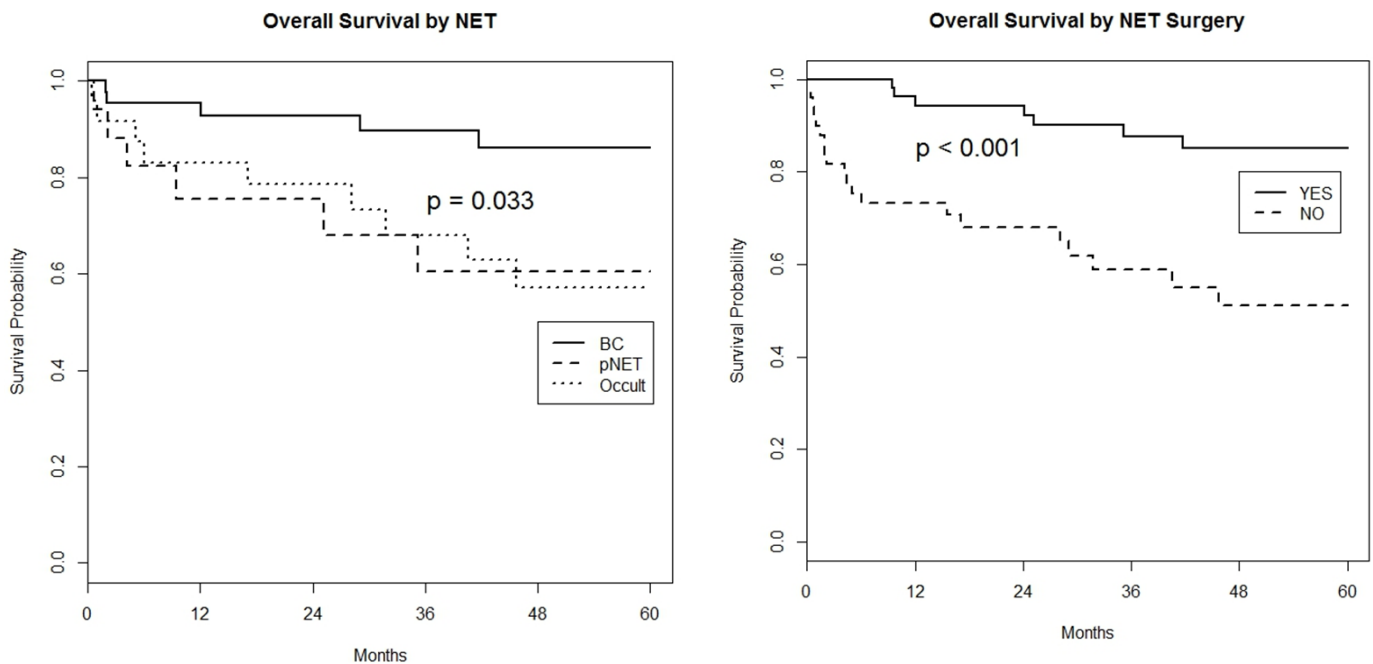 Overall Survival by NET
Survival Probability
1.0
0.8
0.6
0.4
0.2
0.0
p = 0.033
BC
pNET
Occult
0 12 24 36 48 60
Months
Overall Survival by NET Surgery
Survival Probability
1.0
0.8
0.6
0.4
0.2
0.0
p < 0.001
YES
NO
0 12 24 36 48 60
Months